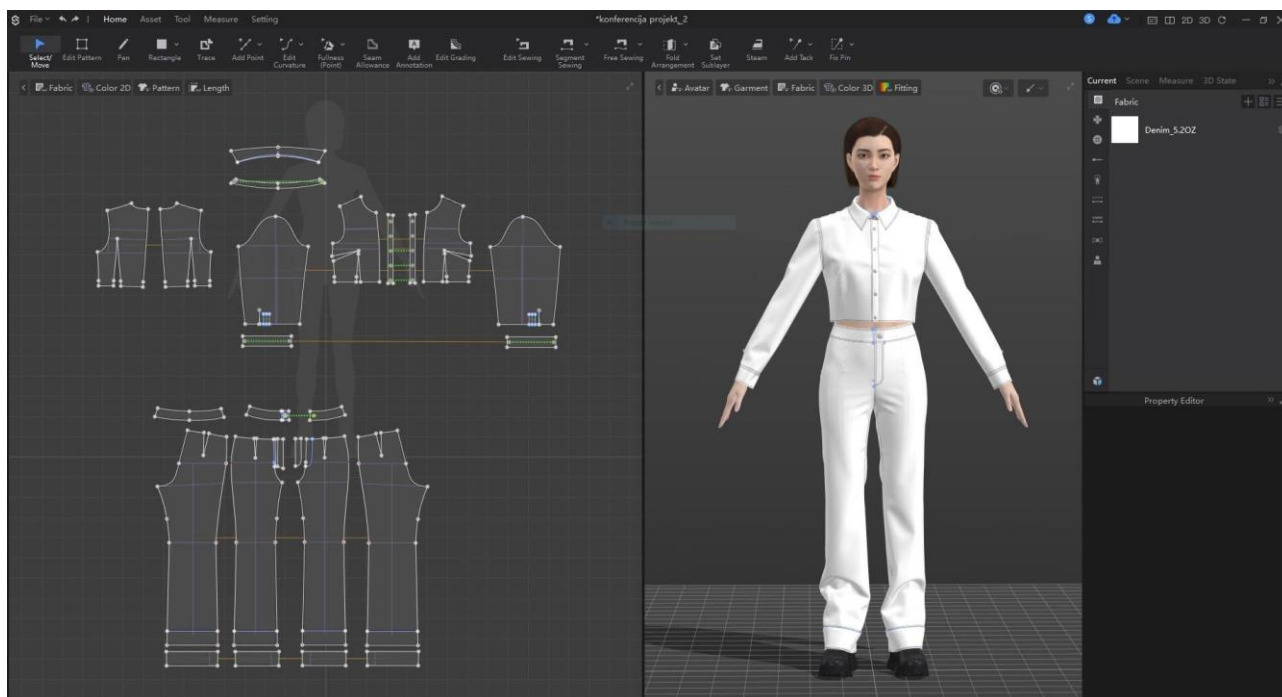 File Home Asset Tool Measure Setting *konferencija projekt_2 2D 3D
Select/Move Edit Pattern Pen Rectangle Trace Add Point Edit Curvature Fullness (Point) Seam Allowance Add Annotation Edit Grading Edit Sewing Segment Sewing Free Sewing Fold Arrangement Set Sublayer Steam Add Tack Fix Pin
Fabric Color 2D Pattern Length Avatar Garment Fabric Color 3D Fitting Current Scene Measure 3D State
Fabric
Denim_5.2OZ
Property Editor